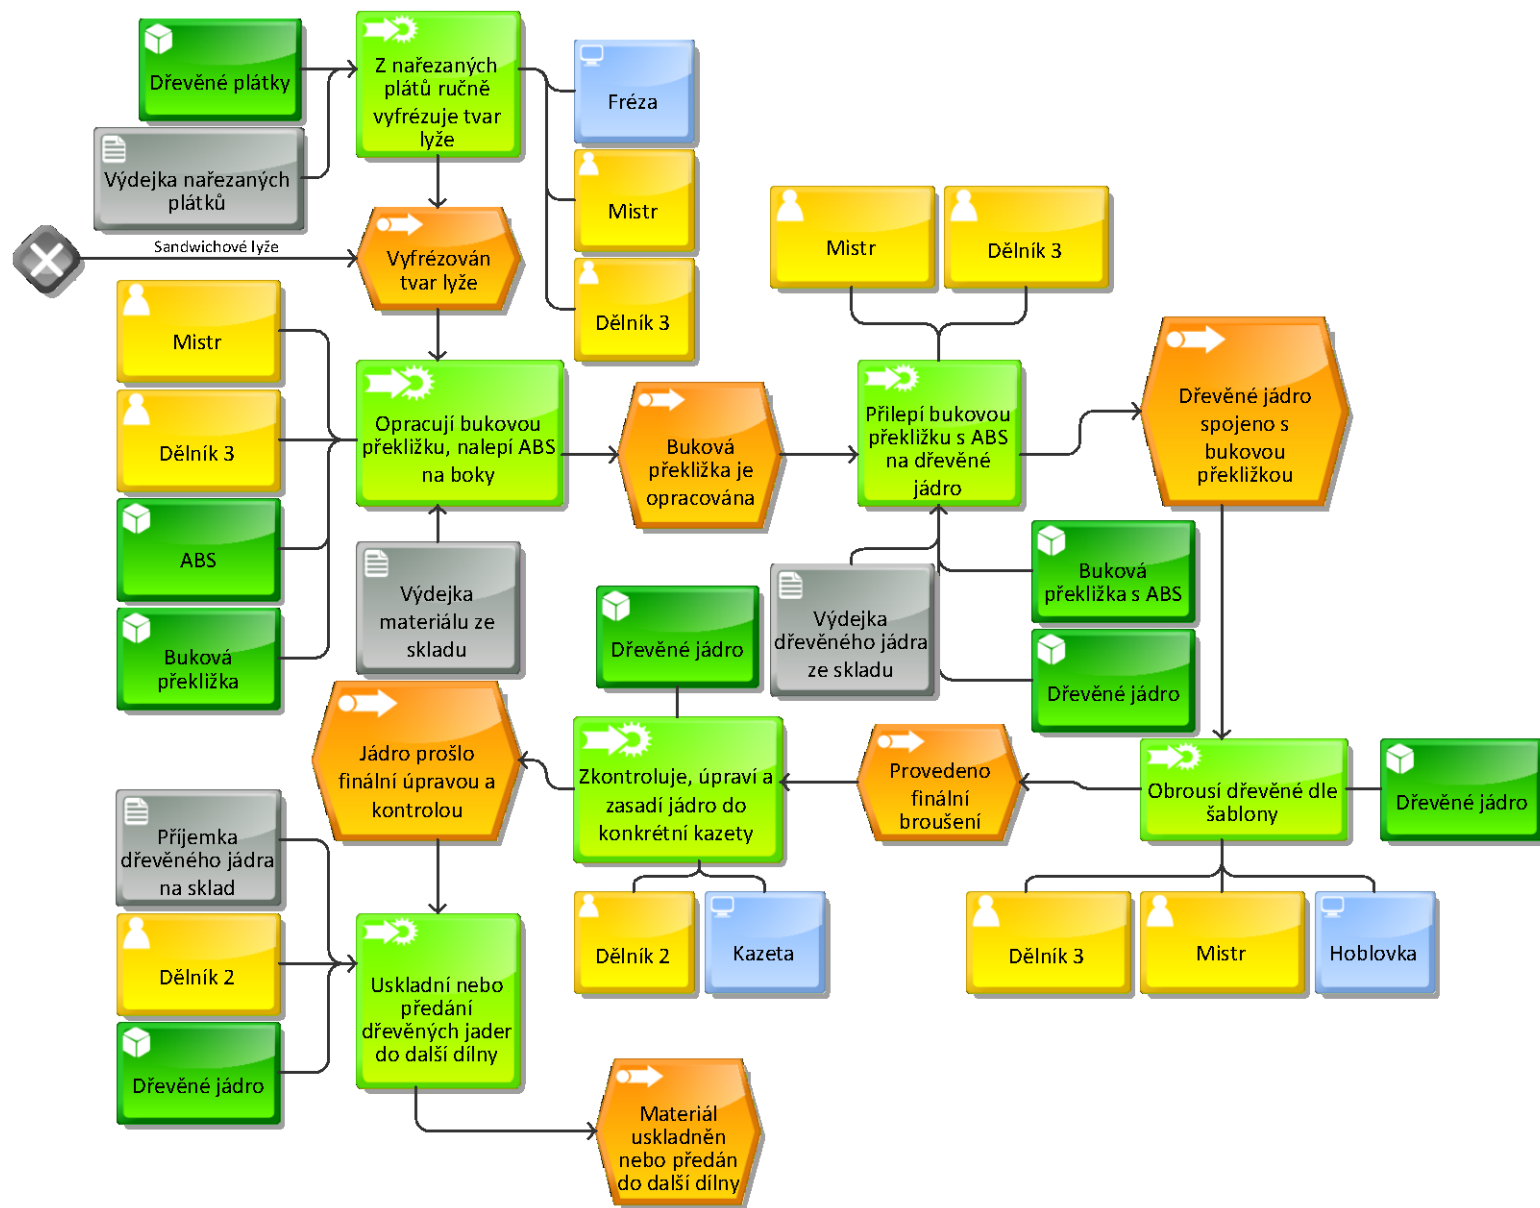 Dřevěné plátky
Z nařezaných
plátů ručně
vyfrézuje tvar
lyže
Fréza
Výdejka nařezaných
plátků
Mistr
Sandwichové lyže
Vyfrézován
tvar lyže
Dělník 3
Mistr
Dělník 3
Mistr
Dělník 3
ABS
Buková
překližka
Opracují bukovou
překližku, nalepí ABS
na boky
Výdejka
materiálu ze
skladu
Buková
překližka je
opracována
Přilepí bukovou
překližku s ABS
na dřevěné
jádro
Dřevěné jádro
spojeno s
bukovou
překližkou
Výdejka
dřevěného jádra
ze skladu
Buková
překližka s ABS
Dřevěné jádro
Dřevěné jádro
Jádro prošlo
finální úpravou a
kontrolou
Zkontroluje, úpraví a
zasadí jádro do
konkrétní kazety
Provedeno
finální
broušení
Obrousí dřevěné dle
šablony
Dřevěné jádro
Dělník 2
Kazeta
Dělník 3
Mistr
Hoblovka
Příjemka
dřevěného jádra
na sklad
Dělník 2
Dřevěné jádro
Uskladní nebo
předání
dřevěných jader
do další dílny
Materiál
uskladněn
nebo předán
do další dílny